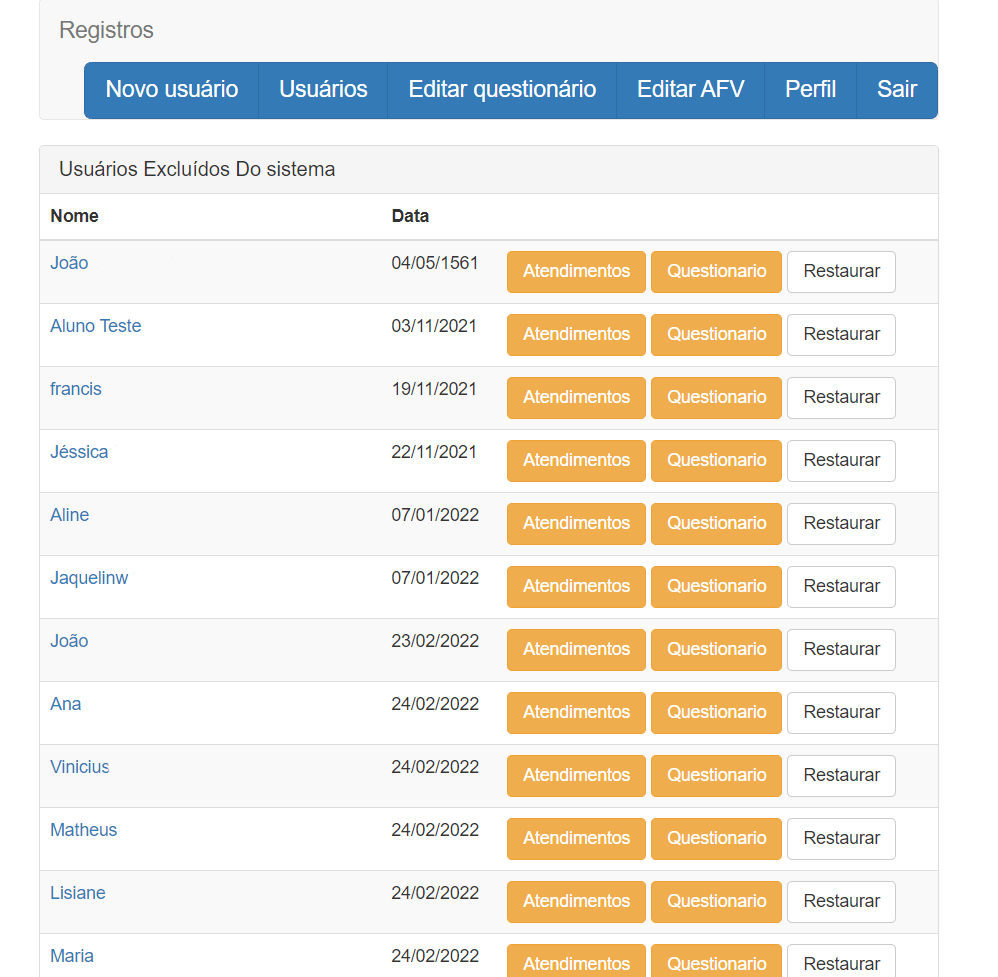 Registros
Novo usuário Usuários Editar questionário Editar AFV Perfil Sair
Usuários Excluídos Do sistema
Nome Data
João 04/05/1561 Atendimentos Questionario Restaurar
Aluno Teste 03/11/2021 Atendimentos Questionario Restaurar
francis 19/11/2021 Atendimentos Questionario Restaurar
Jéssica 22/11/2021 Atendimentos Questionario Restaurar
Aline 07/01/2022 Atendimentos Questionario Restaurar
Jaquelinw 07/01/2022 Atendimentos Questionario Restaurar
João 23/02/2022 Atendimentos Questionario Restaurar
Ana 24/02/2022 Atendimentos Questionario Restaurar
Vinicius 24/02/2022 Atendimentos Questionario Restaurar
Matheus 24/02/2022 Atendimentos Questionario Restaurar
Lisiane 24/02/2022 Atendimentos Questionario Restaurar
Maria 24/02/2022 Atendimentos Questionario Restaurar